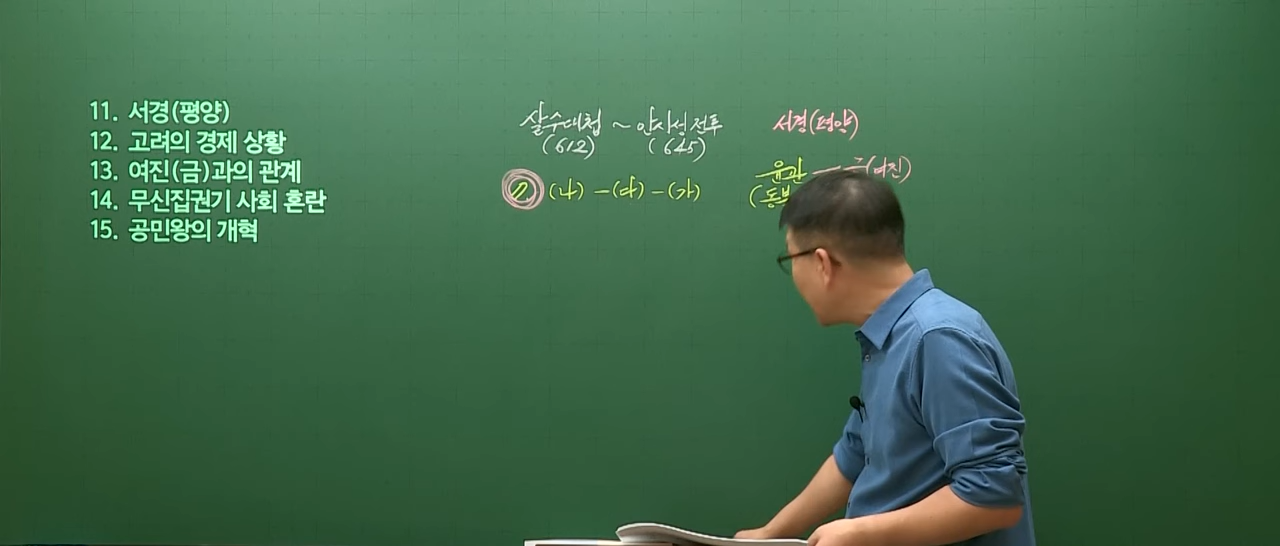 11. 서경(평양)
12. 고려의 경제 상황
13. 여진(금)과의 관계
14. 무신집권기 사회 혼란
15. 공민왕의 개혁
살수대첩 ~ 안시성전투
(612) (645)
(나) - (다) - (가)
서경(평양)
윤관 (여진)
(동북